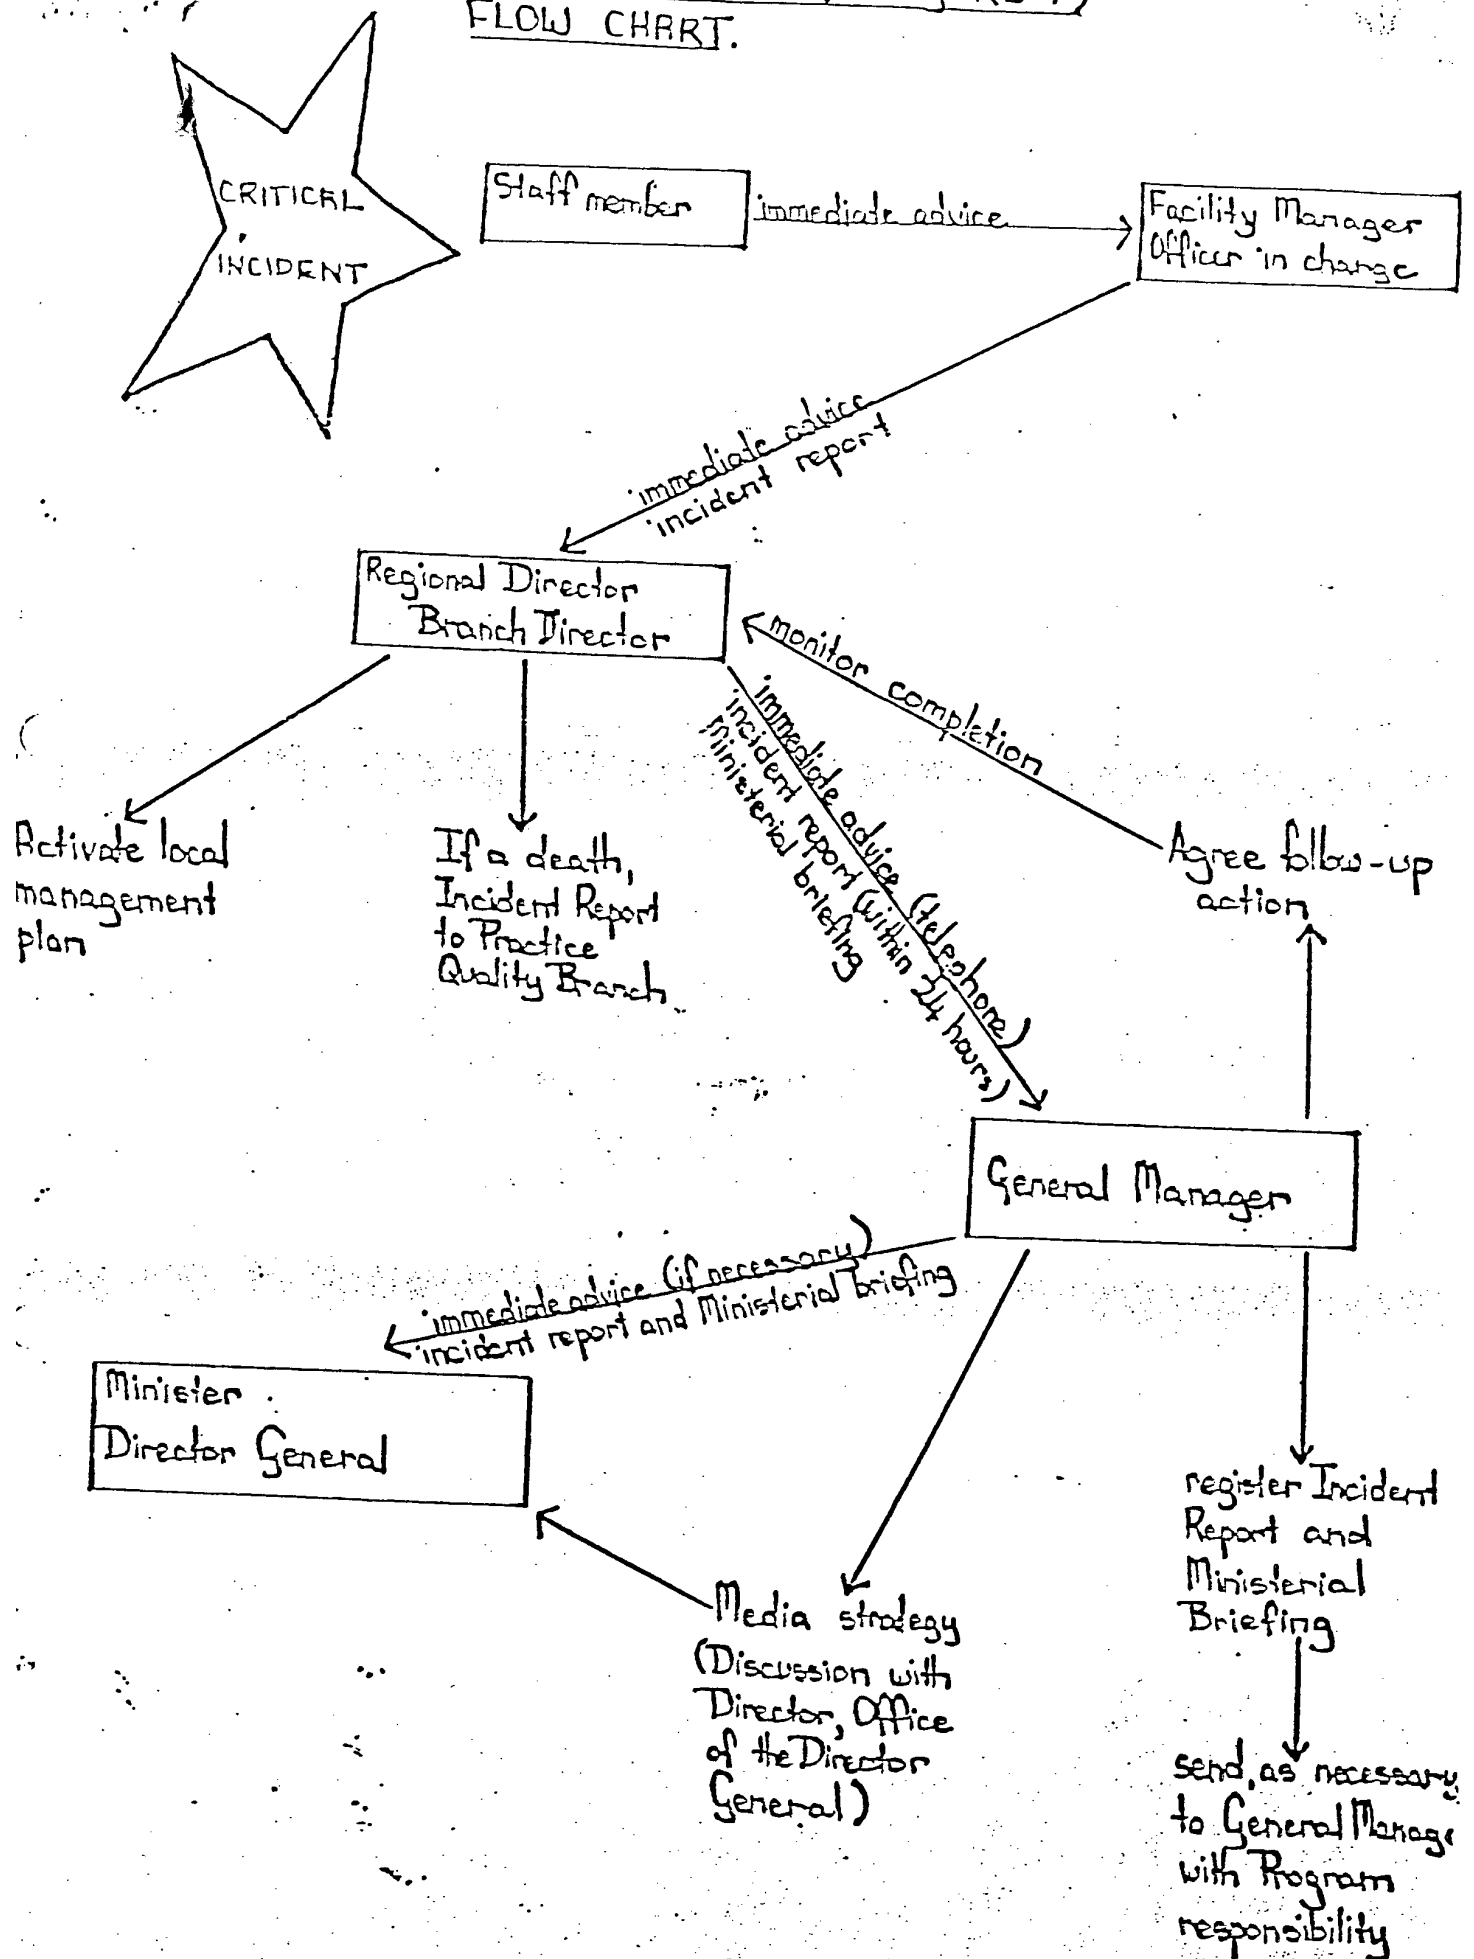 FLOW CHART.
CRITICAL
INCIDENT
Staff member
immediate advice
Facility Manager
Officer in charge
immediate advice
incident report
Regional Director
Branch Director
monitor completion
immediate advice (telephone)
incident report (within 24 hours)
Ministerial briefing
Activate local
management
plan
If a death,
Incident Report
to Practice
Quality Branch
Agree follow-up
action
General Manager
immediate advice (if necessary)
incident report and Ministerial briefing
Minister
Director General
register Incident
Report and
Ministerial
Briefing
Media strategy
(Discussion with
Director, Office
of the Director
General)
send, as necessary
to General Manage
with Program
responsibility